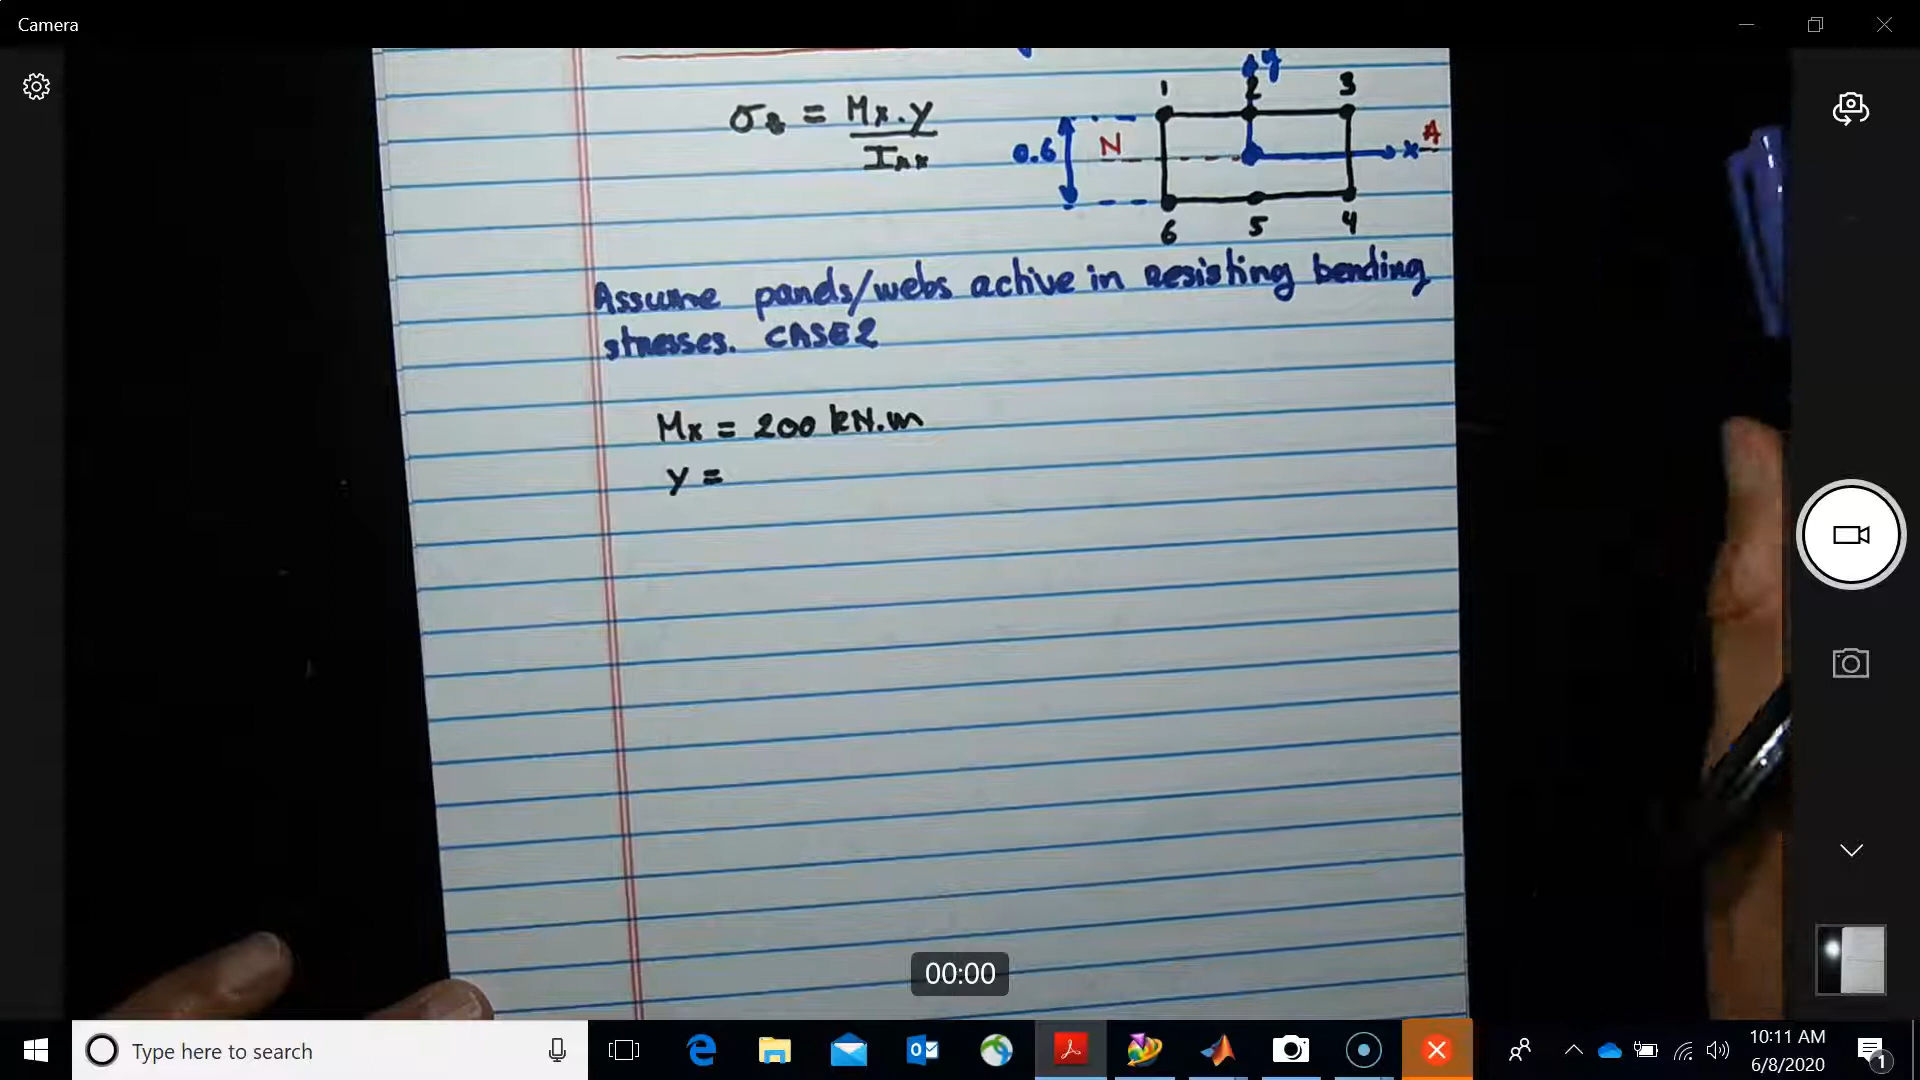 Camera
y
1 2 3
σz = Mx.y
Ixx
0.6
N
x
A
6 5 4
Assume panels/webs active in resisting bending
stresses. CASE 2
Mx = 200 kN.m
y =
00:00
Type here to search
10:11 AM
6/8/2020
1